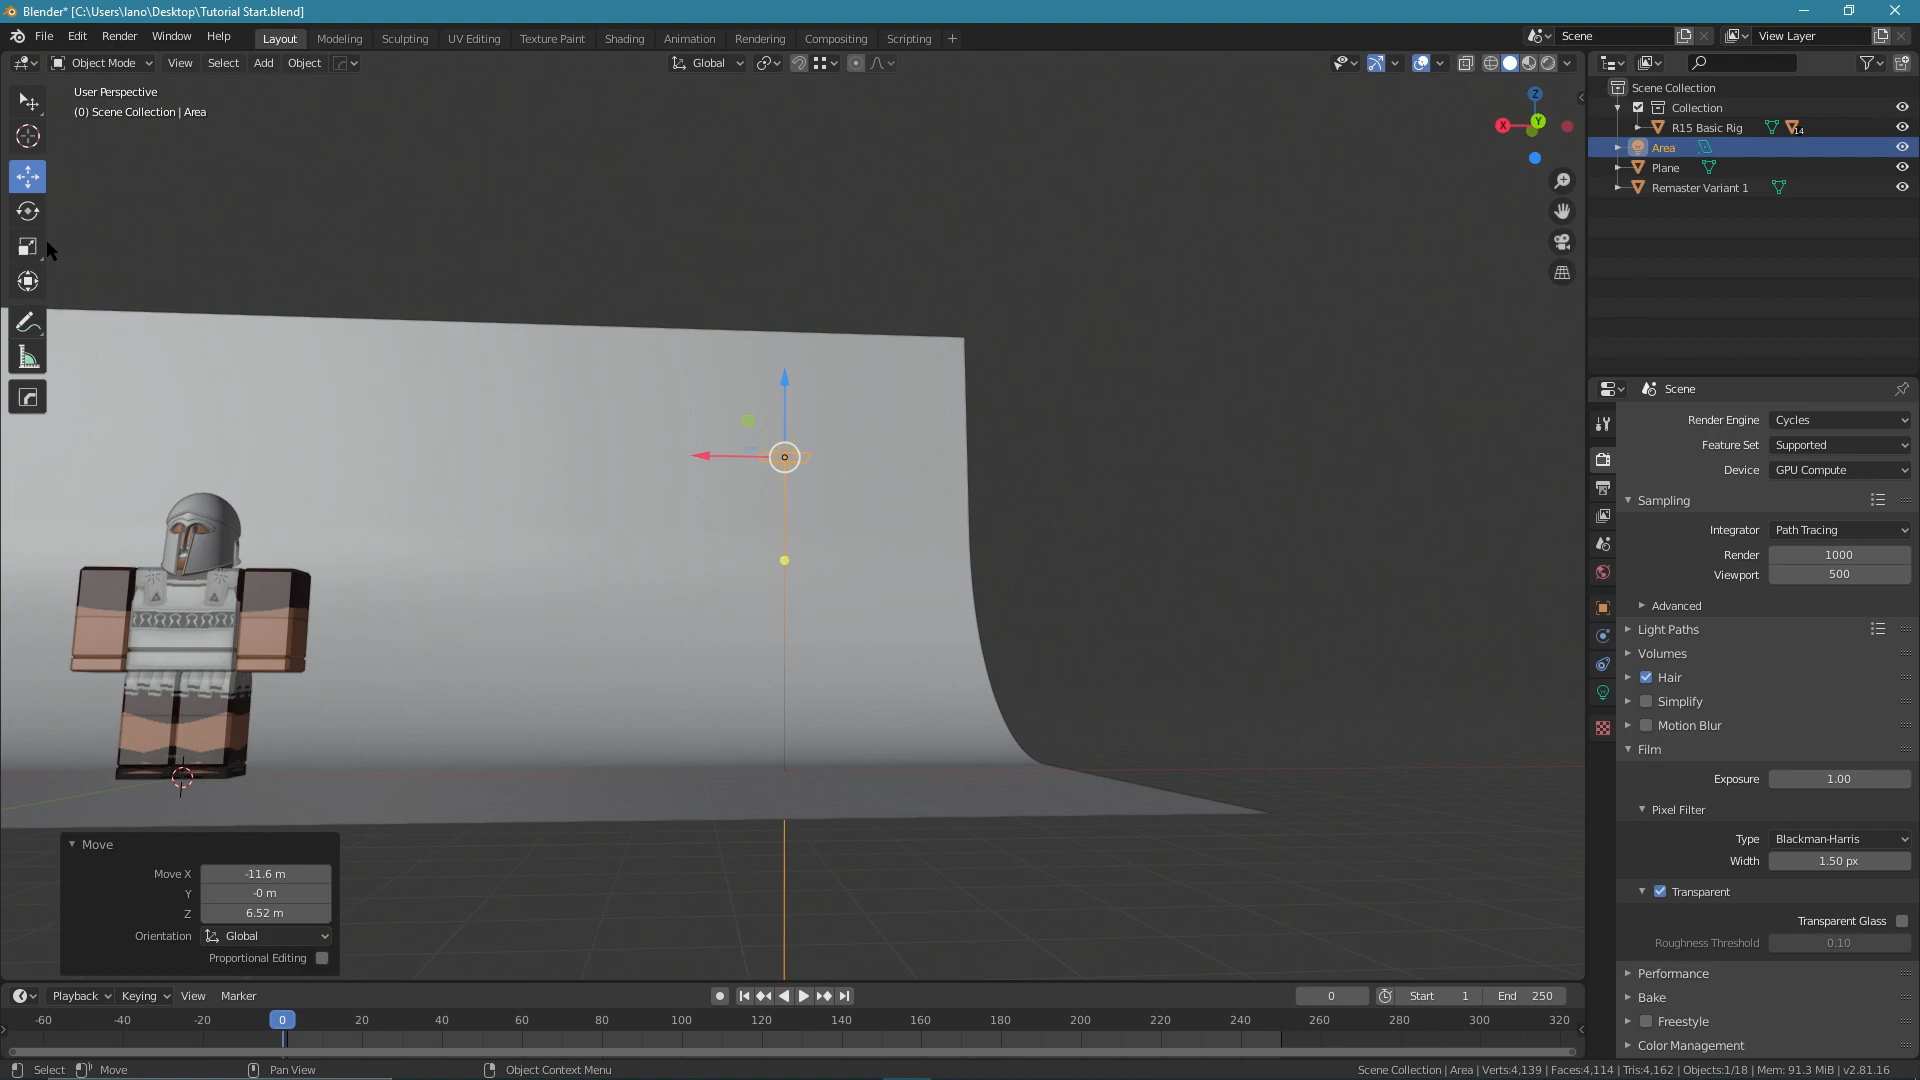 Blender* [C:\Users\Iano\Desktop\Tutorial Start.blend]
File Edit Render Window Help
Layout Modeling Sculpting UV Editing Texture Paint Shading Animation Rendering Compositing Scripting
Scene
View Layer
Object Mode View Select Add Object
Global
User Perspective
(0) Scene Collection | Area
Z
X
Y
Scene Collection
Collection
R15 Basic Rig
14
Area
Plane
Remaster Variant 1
Scene
Render Engine Cycles
Feature Set Supported
Device GPU Compute
Sampling
Integrator Path Tracing
Render 1000
Viewport 500
Advanced
Light Paths
Volumes
Hair
Simplify
Motion Blur
Film
Exposure 1.00
Pixel Filter
Type Blackman-Harris
Width 1.50 px
Transparent
Transparent Glass
Roughness Threshold 0.10
Performance
Bake
Freestyle
Color Management
Move
Move X -11.6 m
Y -0 m
Z 6.52 m
Orientation Global
Proportional Editing
Playback Keying View Marker
0 Start 1 End 250
-60 -40 -20 0 20 40 60 80 100 120 140 160 180 200 220 240 260 280 300 320
Select Move Pan View Object Context Menu
Scene Collection | Area | Verts:4,139 | Faces:4,114 | Tris:4,162 | Objects:1/18 | Mem: 91.3 MiB | v2.81.16